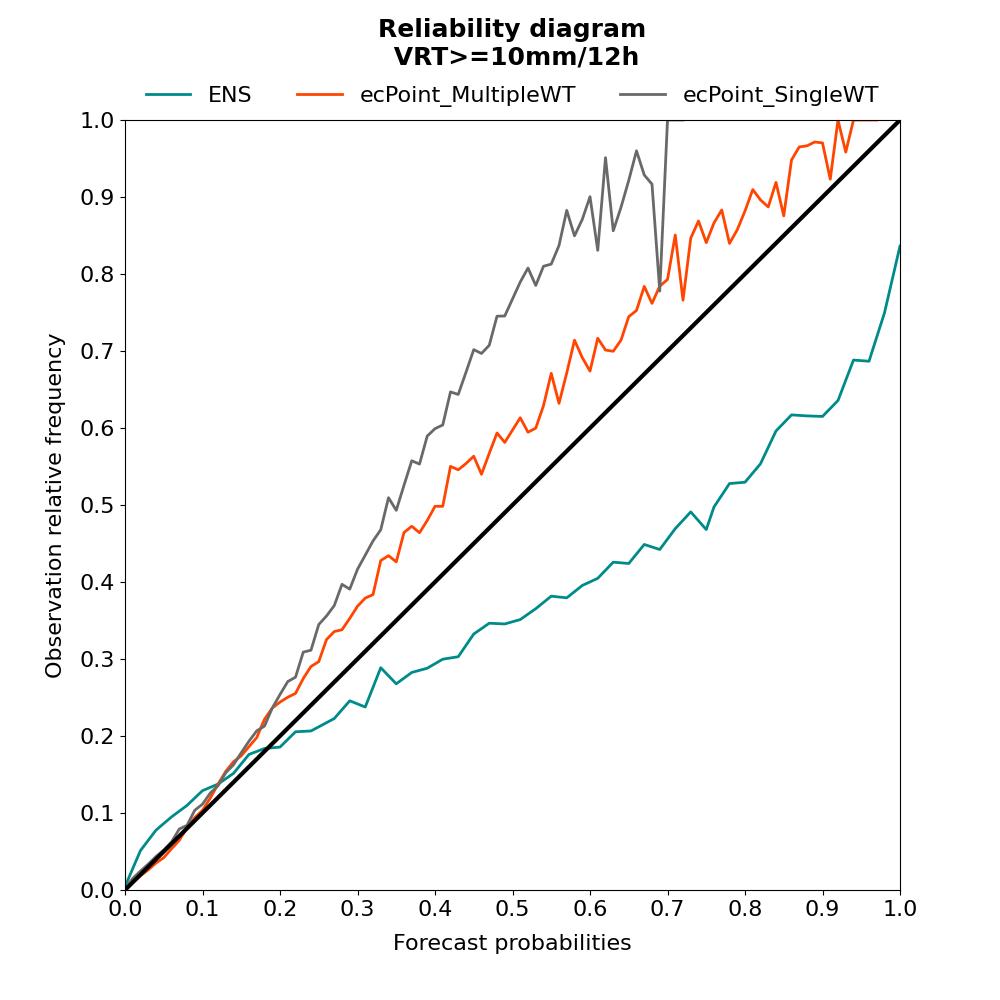 Reliability diagram
VRT>=10mm/12h
ENS ecPoint_MultipleWT ecPoint_SingleWT
1.0
0.9
0.8
0.7
0.6
0.5
0.4
0.3
0.2
0.1
0.0
Observation relative frequency
0.0 0.1 0.2 0.3 0.4 0.5 0.6 0.7 0.8 0.9 1.0
Forecast probabilities